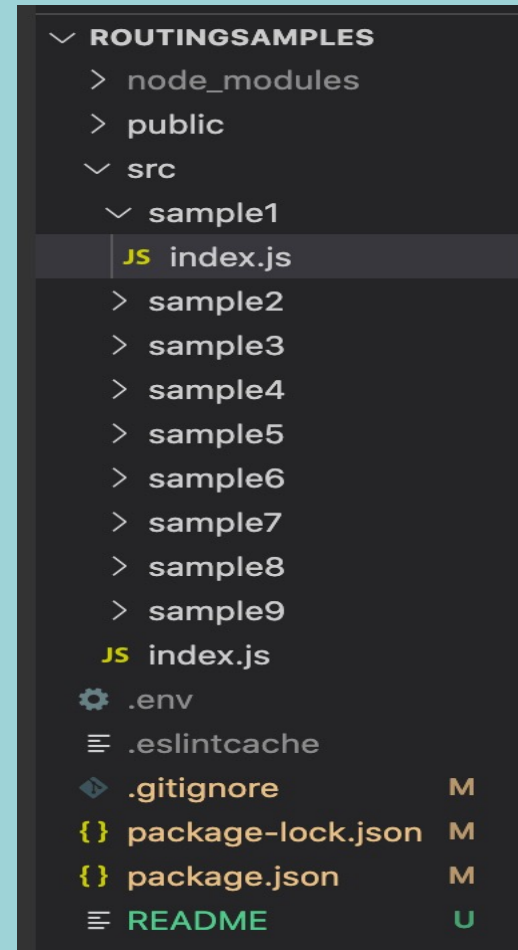 ROUTINGSAMPLES
node_modules
public
src
sample1
JS index.js
sample2
sample3
sample4
sample5
sample6
sample7
sample8
sample9
JS index.js
.env
.eslintcache
.gitignore M
{} package-lock.json M
{} package.json M
README U